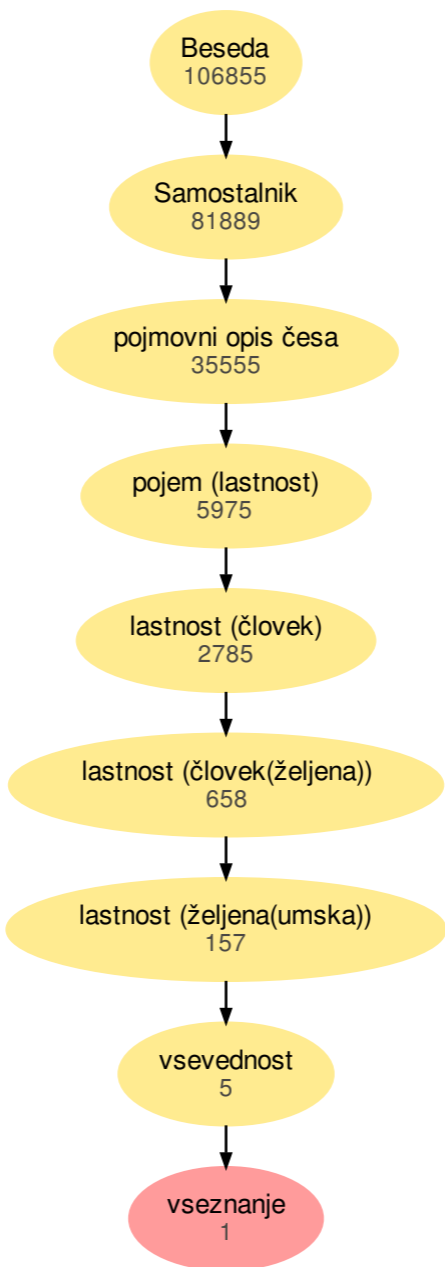 Beseda
106855
Samostalnik
81889
pojmovni opis česa
35555
pojem (lastnost)
5975
lastnost (človek)
2785
lastnost (človek(željena))
658
lastnost (željena(umska))
157
vsevednost
5
vseznanje
1